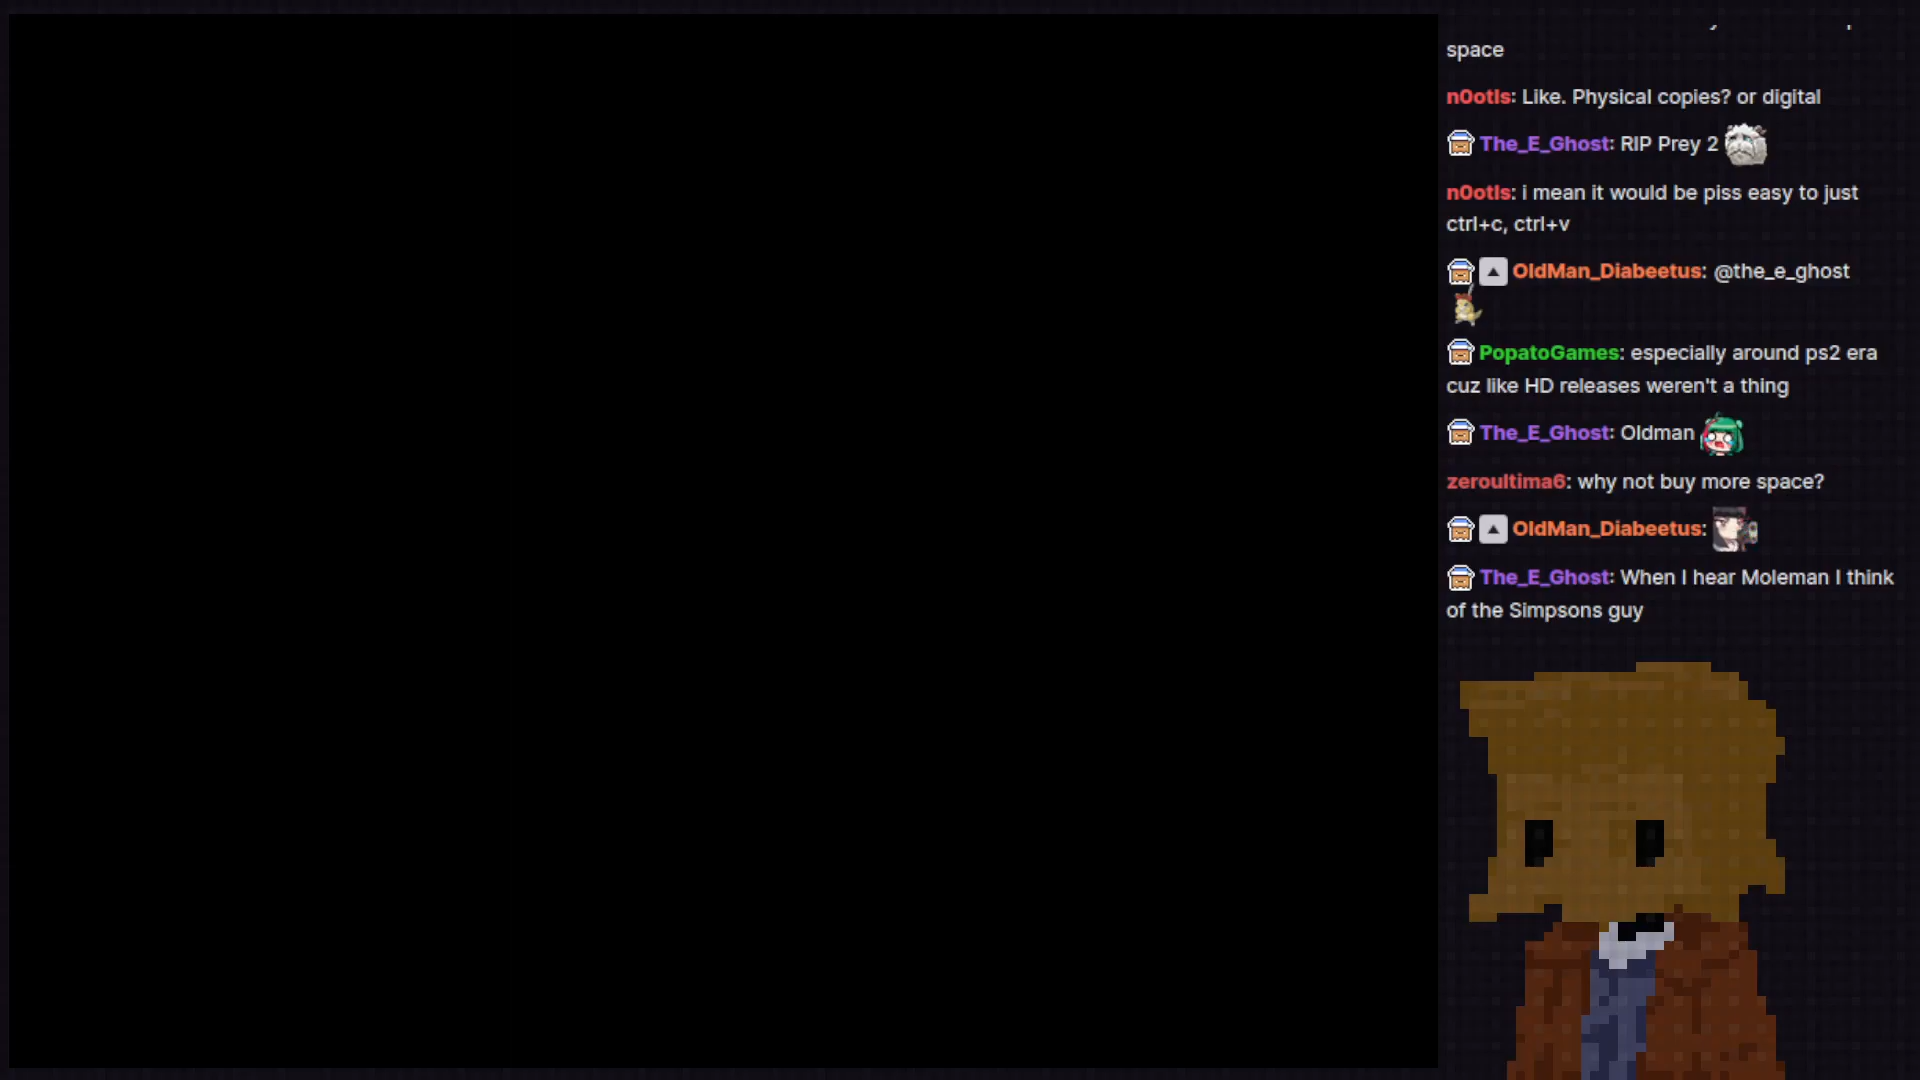 space
n0otls: Like. Physical copies? or digital
The_E_Ghost: RIP Prey 2
n0otls: i mean it would be piss easy to just
ctrl+c, ctrl+v
OldMan_Diabeetus: @the_e_ghost
PopatoGames: especially around ps2 era
cuz like HD releases weren't a thing
The_E_Ghost: Oldman
zeroultima6: why not buy more space?
OldMan_Diabeetus:
The_E_Ghost: When I hear Moleman I think
of the Simpsons guy